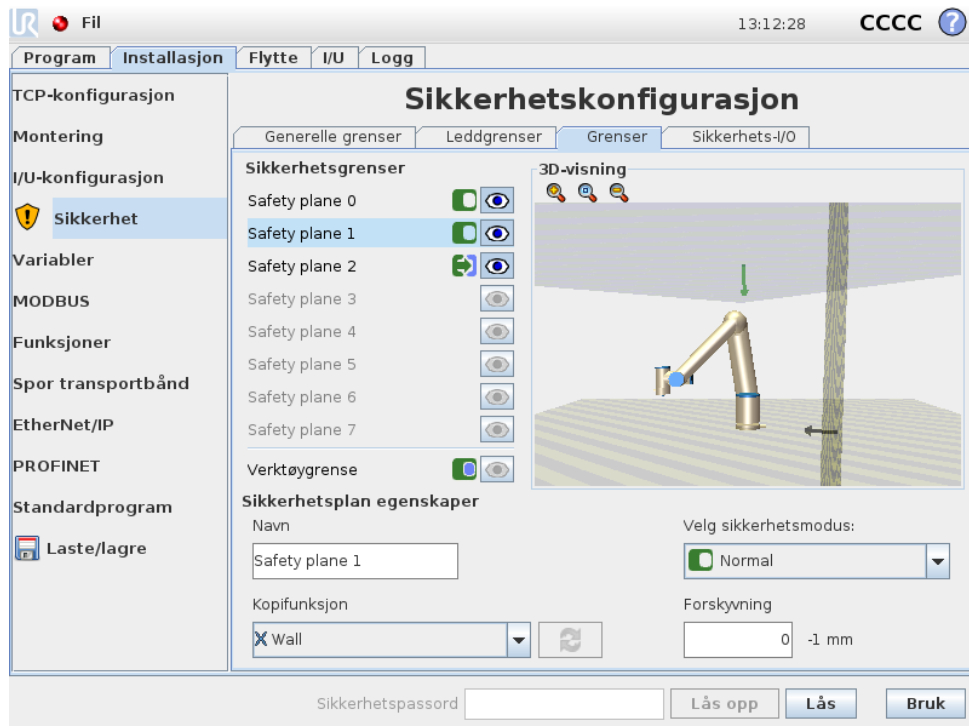 UR Fil 13:12:28 CCCC ?
Program Installasjon Flytte I/U Logg
TCP-konfigurasjon
Montering
I/U-konfigurasjon
Sikkerhet
Variabler
MODBUS
Funksjoner
Spor transportbånd
EtherNet/IP
PROFINET
Standardprogram
Laste/lagre
Sikkerhetskonfigurasjon
Generelle grenser Leddgrenser Grenser Sikkerhets-I/O
Sikkerhetsgrenser
Safety plane 0
Safety plane 1
Safety plane 2
Safety plane 3
Safety plane 4
Safety plane 5
Safety plane 6
Safety plane 7
Verktøygrense
3D-visning
Sikkerhetsplan egenskaper
Navn
Safety plane 1
Kopifunksjon
Wall
Velg sikkerhetsmodus:
Normal
Forskyvning
0 -1 mm
Sikkerhetspassord Lås opp Lås Bruk